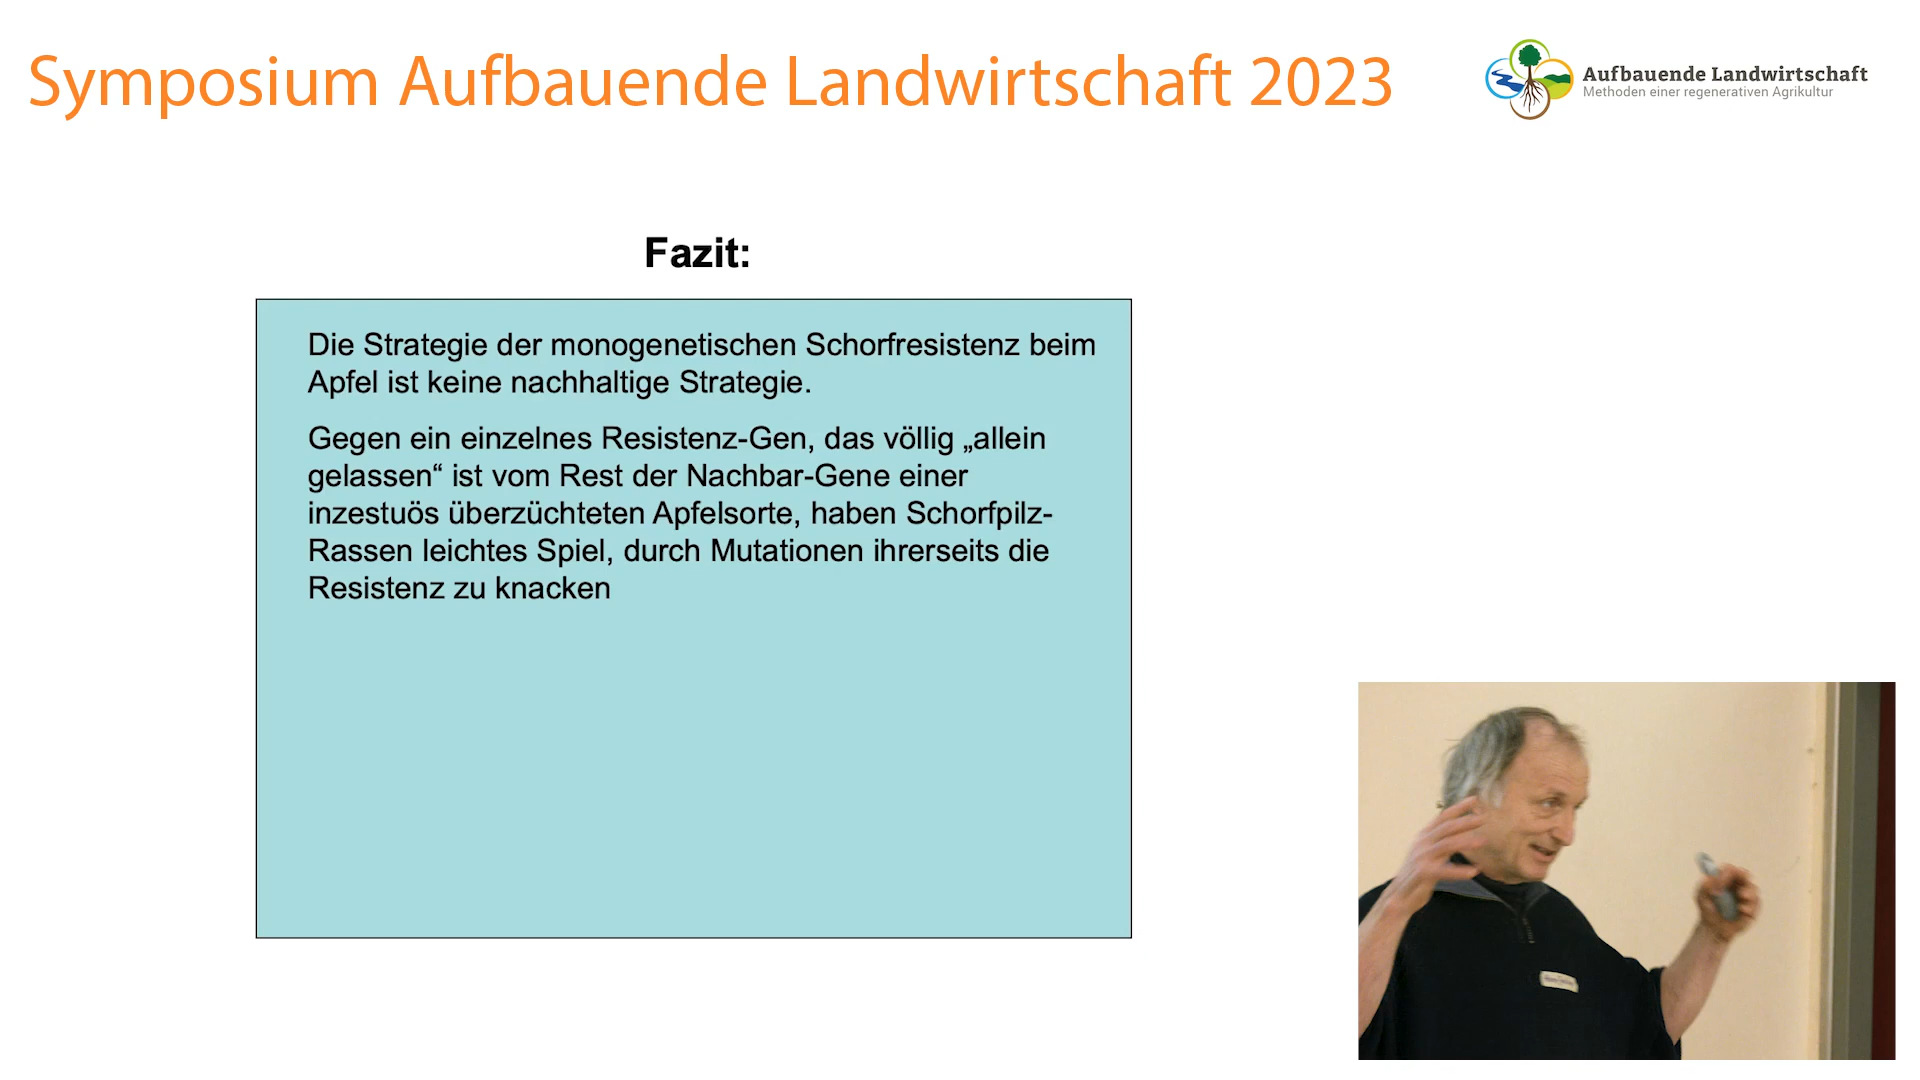 Symposium Aufbauende Landwirtschaft 2023
Aufbauende Landwirtschaft
Methoden einer regenerativen Agrikultur
Fazit:
Die Strategie der monogenetischen Schorfresistenz beim
Apfel ist keine nachhaltige Strategie.
Gegen ein einzelnes Resistenz-Gen, das völlig „allein
gelassen“ ist vom Rest der Nachbar-Gene einer
inzestuös überzüchteten Apfelsorte, haben Schorfpilz-
Rassen leichtes Spiel, durch Mutationen ihrerseits die
Resistenz zu knacken